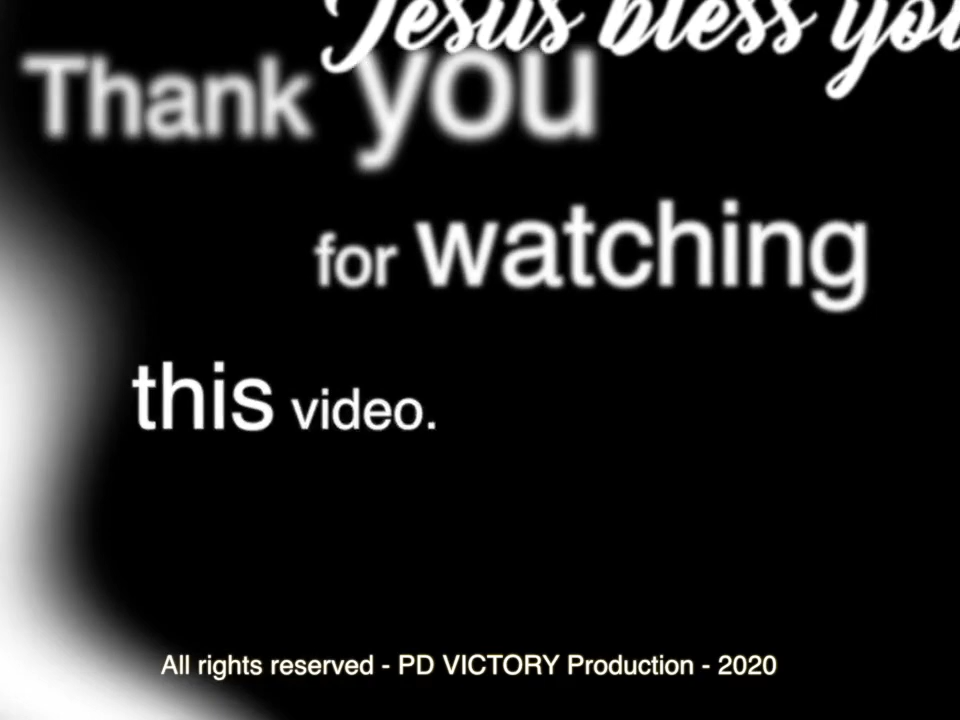 Jesus bless you
Thank you
for watching
this video.
All rights reserved - PD VICTORY Production - 2020